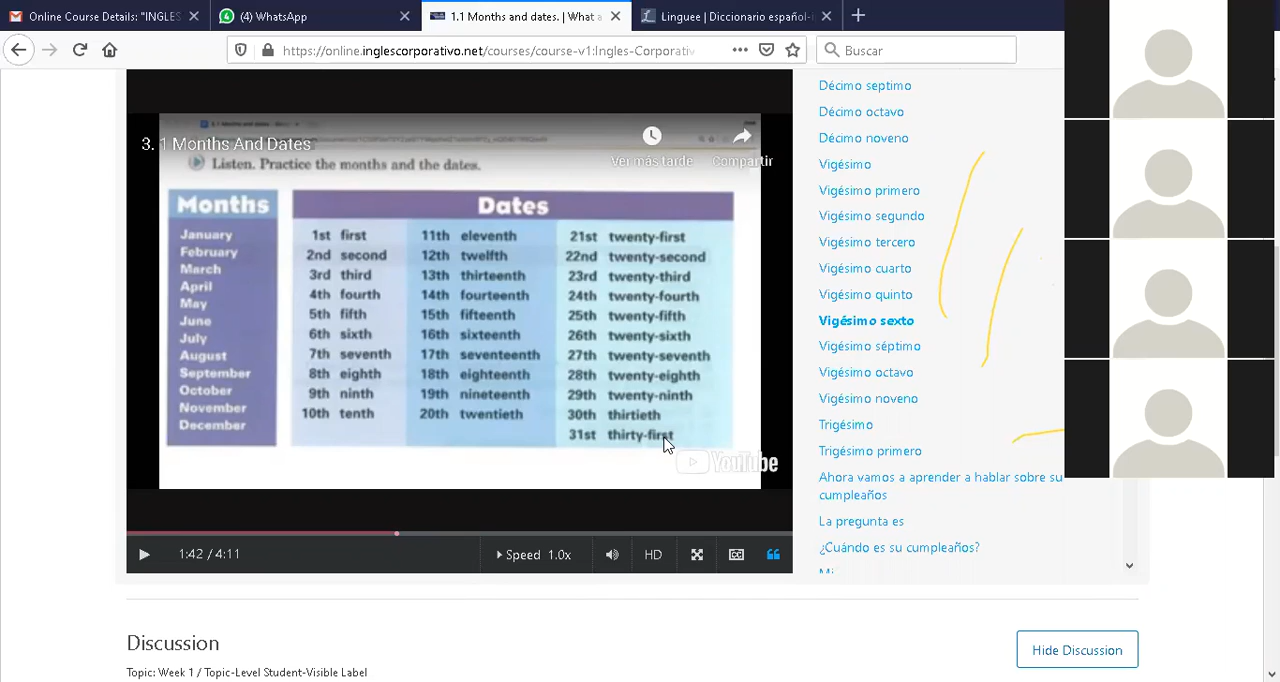 Online Course Details: "INGLES
(4) WhatsApp
1.1 Months and dates. | What a
Linguee | Diccionario español-i
https://online.inglescorporativo.net/courses/course-v1:Ingles-Corporativ
Buscar
3. 1 Months And Dates
Ver más tarde
Compartir
Listen. Practice the months and the dates.
Months
January
February
March
April
May
June
July
August
September
October
November
December
Dates
1st first
2nd second
3rd third
4th fourth
5th fifth
6th sixth
7th seventh
8th eighth
9th ninth
10th tenth
11th eleventh
12th twelfth
13th thirteenth
14th fourteenth
15th fifteenth
16th sixteenth
17th seventeenth
18th eighteenth
19th nineteenth
20th twentieth
21st twenty-first
22nd twenty-second
23rd twenty-third
24th twenty-fourth
25th twenty-fifth
26th twenty-sixth
27th twenty-seventh
28th twenty-eighth
29th twenty-ninth
30th thirtieth
31st thirty-first
YouTube
1:42 / 4:11
Speed 1.0x
HD
Décimo septimo
Décimo octavo
Décimo noveno
Vigésimo
Vigésimo primero
Vigésimo segundo
Vigésimo tercero
Vigésimo cuarto
Vigésimo quinto
Vigésimo sexto
Vigésimo séptimo
Vigésimo octavo
Vigésimo noveno
Trigésimo
Trigésimo primero
Ahora vamos a aprender a hablar sobre su
cumpleaños
La pregunta es
¿Cuándo es su cumpleaños?
Discussion
Hide Discussion
Topic: Week 1 / Topic-Level Student-Visible Label